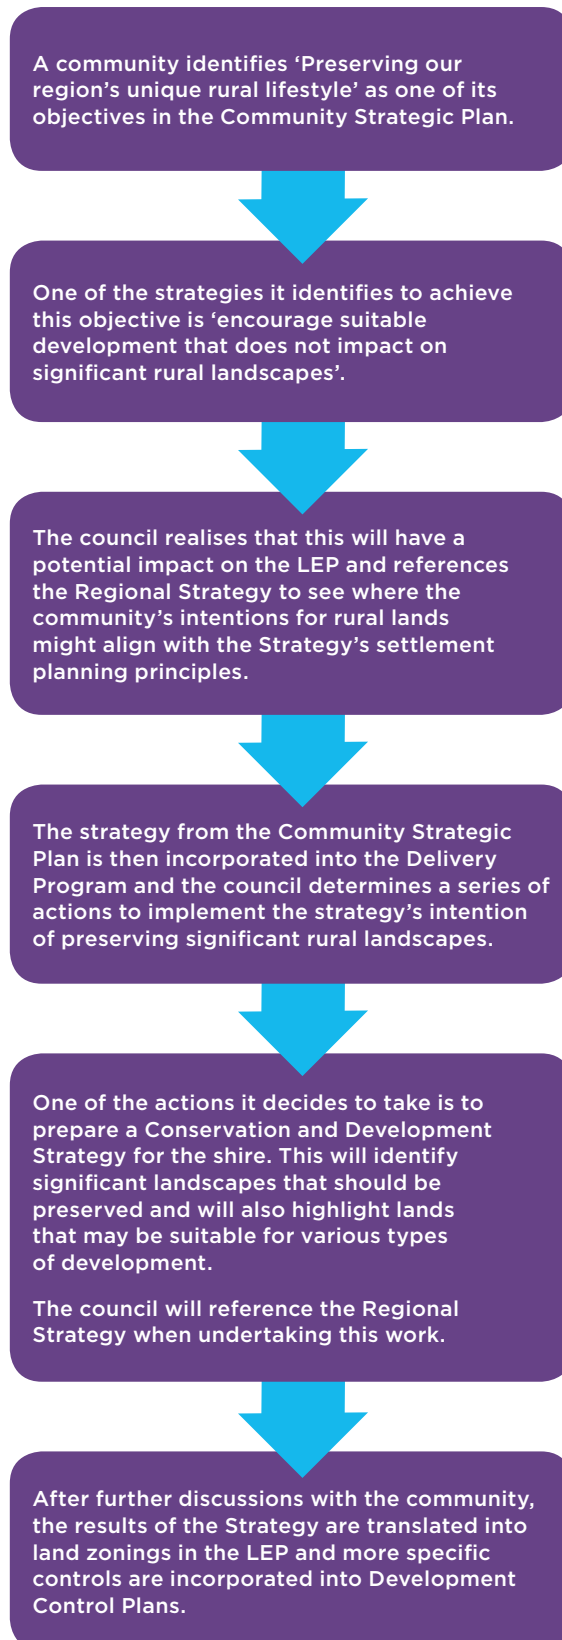 A community identifies ‘Preserving our
region’s unique rural lifestyle’ as one of its
objectives in the Community Strategic Plan.
One of the strategies it identifies to achieve
this objective is ‘encourage suitable
development that does not impact on
significant rural landscapes’.
The council realises that this will have a
potential impact on the LEP and references
the Regional Strategy to see where the
community’s intentions for rural lands
might align with the Strategy’s settlement
planning principles.
The strategy from the Community Strategic
Plan is then incorporated into the Delivery
Program and the council determines a series of
actions to implement the strategy’s intention
of preserving significant rural landscapes.
One of the actions it decides to take is to
prepare a Conservation and Development
Strategy for the shire. This will identify
significant landscapes that should be
preserved and will also highlight lands
that may be suitable for various types
of development.
The council will reference the Regional
Strategy when undertaking this work.
After further discussions with the community,
the results of the Strategy are translated into
land zonings in the LEP and more specific
controls are incorporated into Development
Control Plans.